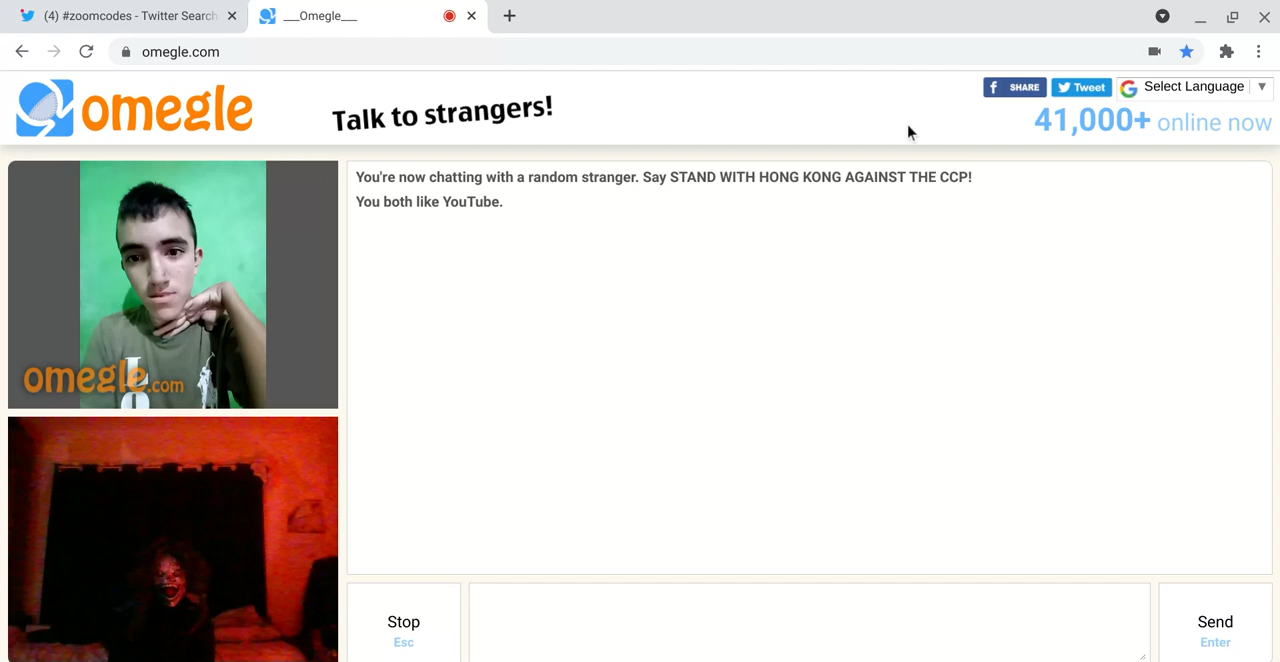 (4) #zoomcodes - Twitter Search
___Omegle___
omegle.com
omegle
Talk to strangers!
SHARE
Tweet
Select Language
41,000+ online now
You're now chatting with a random stranger. Say STAND WITH HONG KONG AGAINST THE CCP!
You both like YouTube.
omegle.com
L
Stop
Esc
Send
Enter